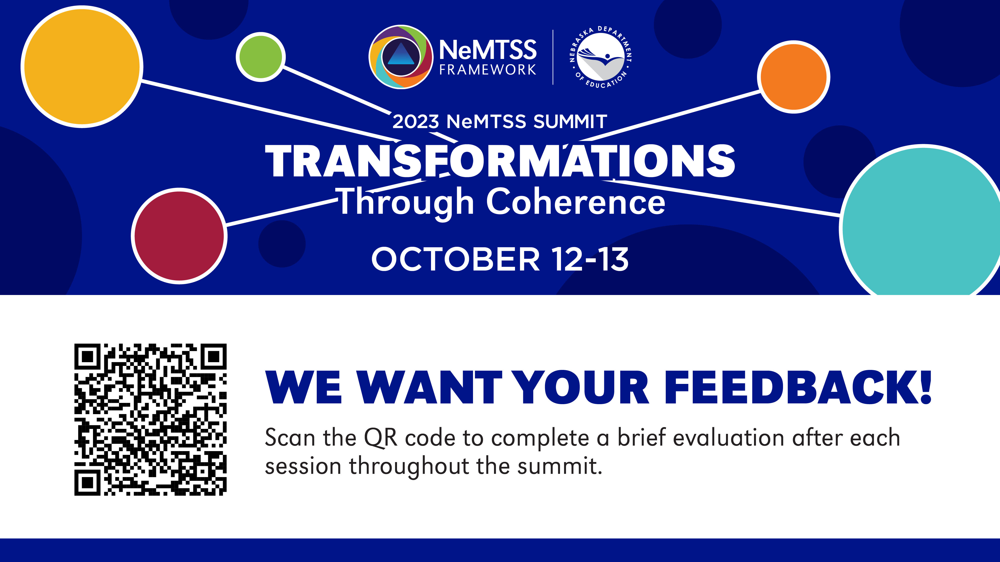 NeMTSS
FRAMEWORK
NEBRASKA DEPARTMENT
OF EDUCATION
2023 NeMTSS SUMMIT
TRANSFORMATIONS
Through Coherence
OCTOBER 12-13
WE WANT YOUR FEEDBACK!
Scan the QR code to complete a brief evaluation after each
session throughout the summit.